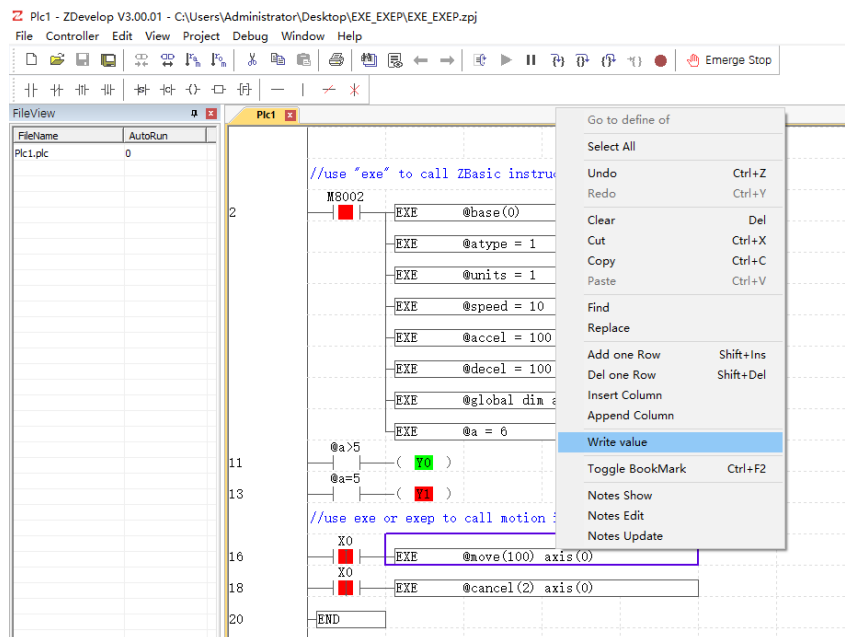 Plc1 - ZDevelop V3.00.01 - C:\Users\Administrator\Desktop\EXE_EXEP\EXE_EXEP.zpj
File Controller Edit View Project Debug Window Help
Emerge Stop
FileView
FileName AutoRun
Plc1.plc 0
Plc1
//use "exe" to call ZBasic instruc
M8002
2 EXE @base(0)
EXE @atype = 1
EXE @units = 1
EXE @speed = 10
EXE @accel = 100
EXE @decel = 100
EXE @global dim a
EXE @a = 6
@a>5
11 ( Y0 )
@a=5
13 ( Y1 )
//use exe or exep to call motion i
X0
16 EXE @move(100) axis(0)
X0
18 EXE @cancel(2) axis(0)
20 END
Go to define of
Select All
Undo Ctrl+Z
Redo Ctrl+Y
Clear Del
Cut Ctrl+X
Copy Ctrl+C
Paste Ctrl+V
Find
Replace
Add one Row Shift+Ins
Del one Row Shift+Del
Insert Column
Append Column
Write value
Toggle BookMark Ctrl+F2
Notes Show
Notes Edit
Notes Update